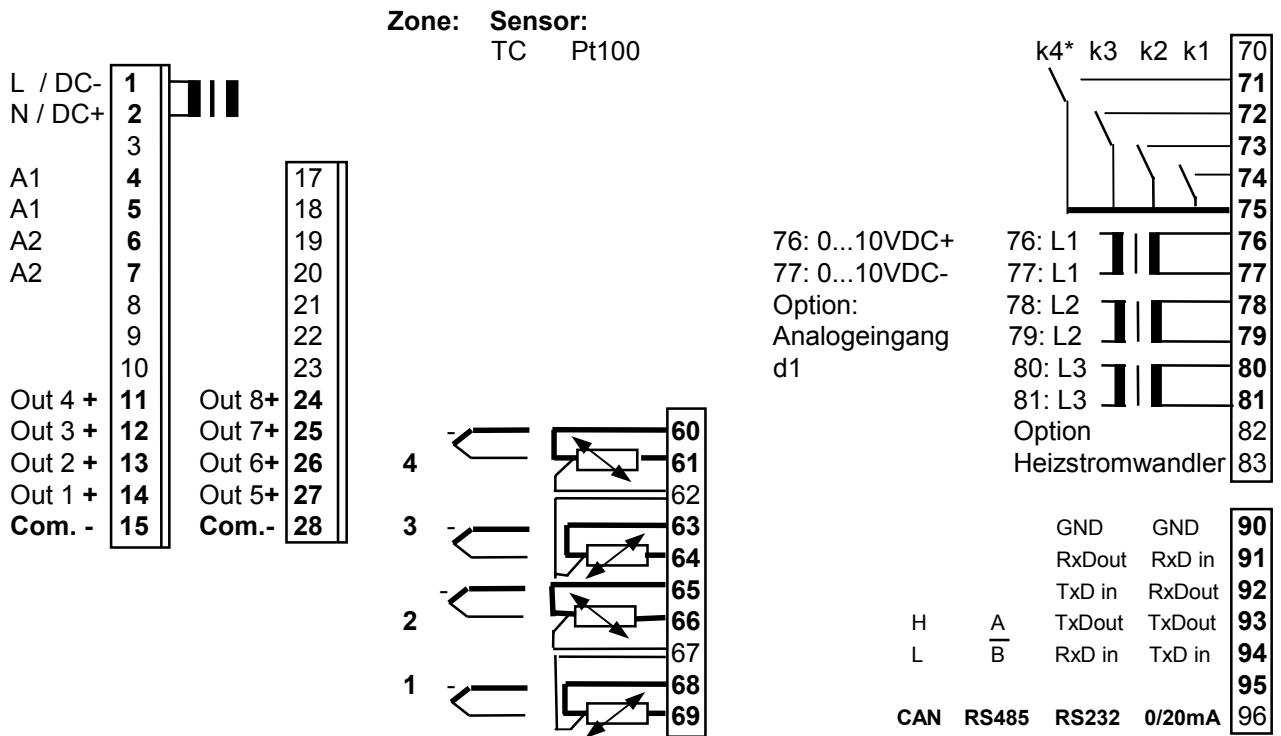 Zone: Sensor:
TC Pt100
L / DC- 1
N / DC+ 2
3
A1 4
A1 5
A2 6
A2 7
8
9
10
Out 4 + 11
Out 3 + 12
Out 2 + 13
Out 1 + 14
Com. - 15
17
18
19
20
21
22
23
Out 8+ 24
Out 7+ 25
Out 6+ 26
Out 5+ 27
Com.- 28
4 - 60
61
62
3 - 63
64
2 - 65
66
67
1 - 68
69
k4* k3 k2 k1 70
71
72
73
74
75
76: 0...10VDC+ 76: L1 76
77: 0...10VDC- 77: L1 77
Option: 78: L2 78
Analogeingang 79: L2 79
d1 80: L3 80
81: L3 81
Option 82
Heizstromwandler 83
GND GND 90
RxDout RxD in 91
TxD in RxDout 92
H A TxDout TxDout 93
L B RxD in TxD in 94
95
CAN RS485 RS232 0/20mA 96